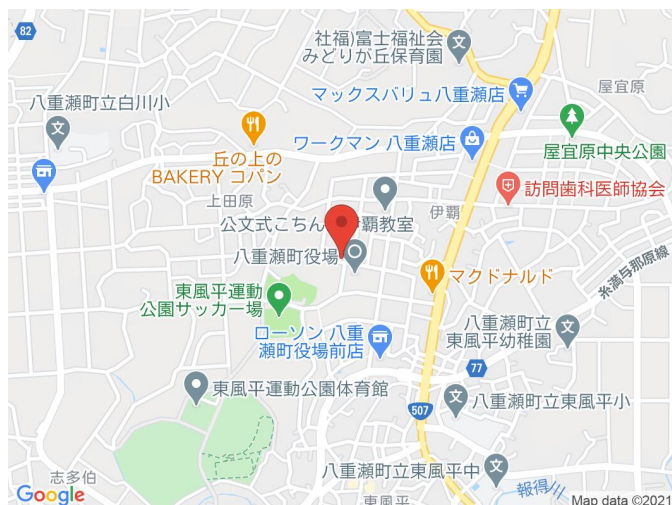 82
社福)富士福祉会
みどりが丘保育園
屋宜原
マックスバリュ八重瀬店
八重瀬町立白川小
ワークマン 八重瀬店
屋宜原中央公園
丘の上の
BAKERY コパン
訪問歯科医師協会
上田原
伊覇
公文式こちん
覇教室
八重瀬町役場
マクドナルド
糸満与那原線
東風平運動
公園サッカー場
八重瀬町立
東風平幼稚園
ローソン 八重
瀬町役場前店
77
東風平運動公園体育館
507
八重瀬町立東風平小
志多伯
八重瀬町立東風平中
報得川
東風平
Google
Map data ©2021